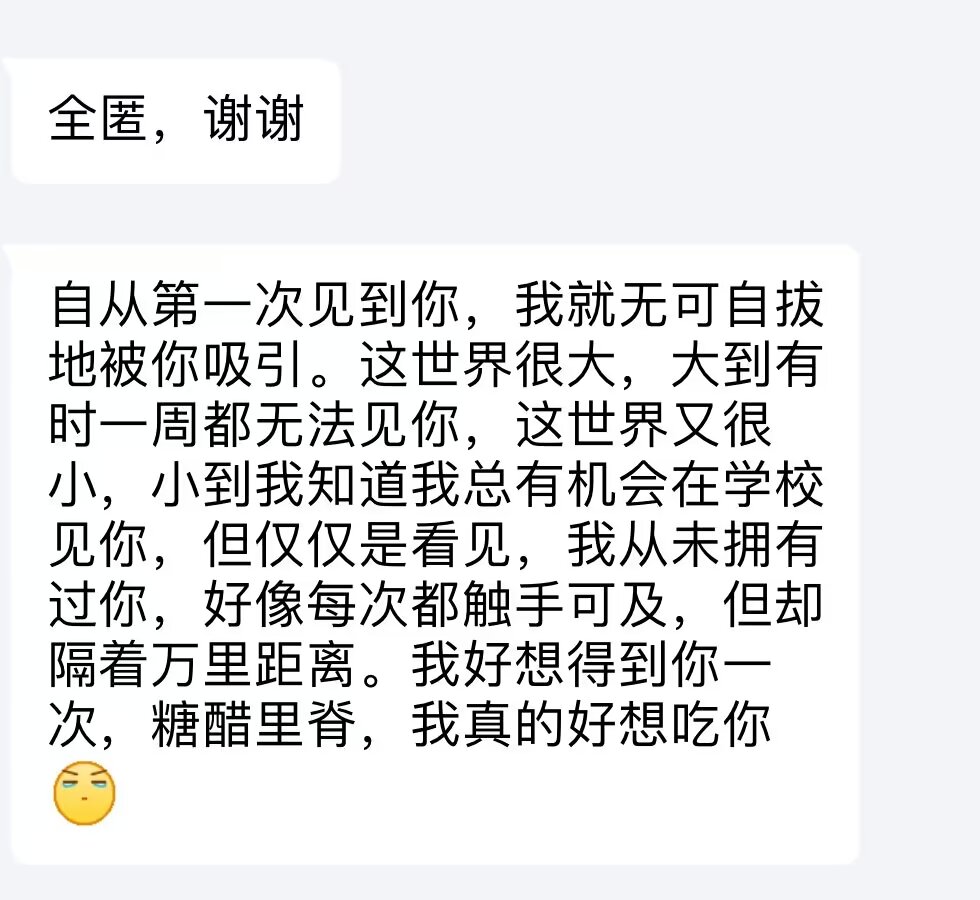 全匿，谢谢
自从第一次见到你，我就无可自拔
地被你吸引。这世界很大，大到有
时一周都无法见你，这世界又很
小，小到我知道我总有机会在学校
见你，但仅仅是看见，我从未拥有
过你，好像每次都触手可及，但却
隔着万里距离。我好想得到你一
次，糖醋里脊，我真的好想吃你